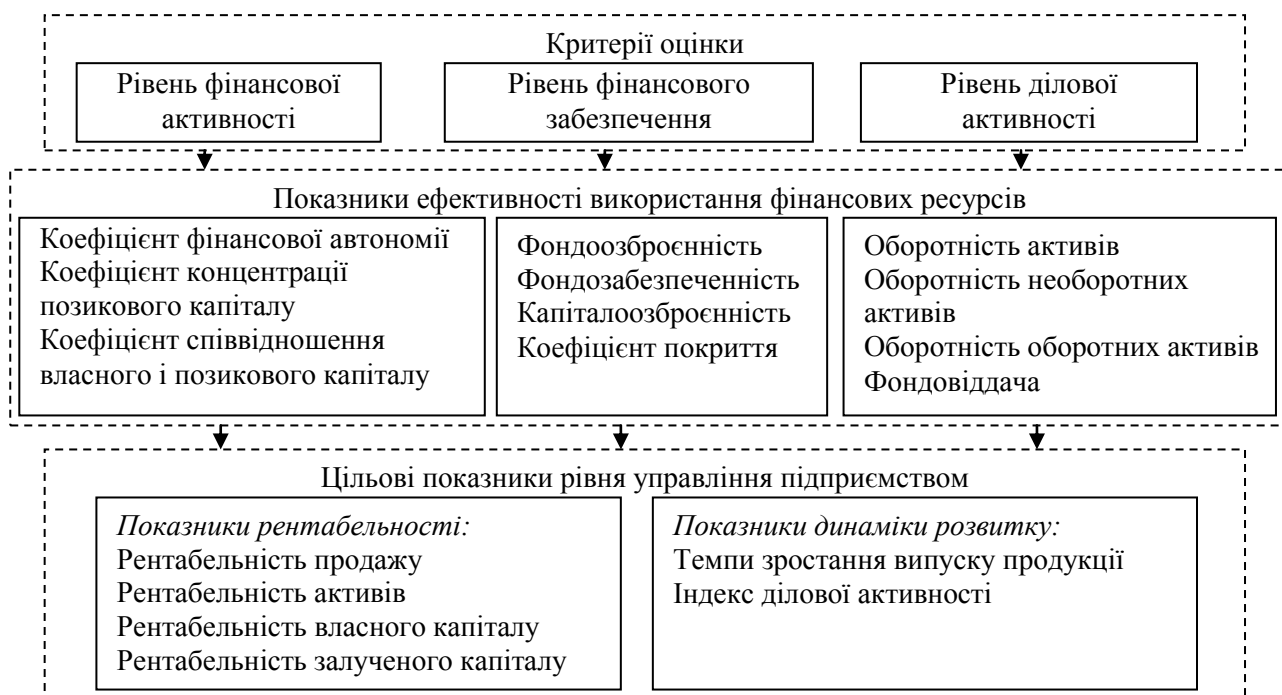 Критерії оцінки
Рівень фінансової
активності
Рівень фінансового
забезпечення
Рівень ділової
активності
Показники ефективності використання фінансових ресурсів
Коефіцієнт фінансової автономії
Коефіцієнт концентрації
позикового капіталу
Коефіцієнт співвідношення
власного і позикового капіталу
Фондоозброєнність
Фондозабезпеченність
Капіталоозброєнність
Коефіцієнт покриття
Оборотність активів
Оборотність необоротних
активів
Оборотність оборотних активів
Фондовіддача
Цільові показники рівня управління підприємством
Показники рентабельності:
Рентабельність продажу
Рентабельність активів
Рентабельність власного капіталу
Рентабельність залученого капіталу
Показники динаміки розвитку:
Темпи зростання випуску продукції
Індекс ділової активності